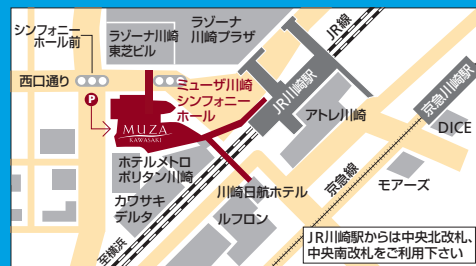 シンフォニー
ホール前
ラゾーナ川崎
東芝ビル
ラゾーナ
川崎プラザ
JR線
西口通り
P
ミューザ川崎
シンフォニー
ホール
JR川崎駅
京急川崎駅
MUZA
KAWASAKI
アトレ川崎
DICE
ホテルメトロ
ポリタン川崎
京急線
モアーズ
カワサキ
デルタ
川崎日航ホテル
ルフロン
至横浜
JR川崎駅からは中央北改札、
中央南改札をご利用下さい